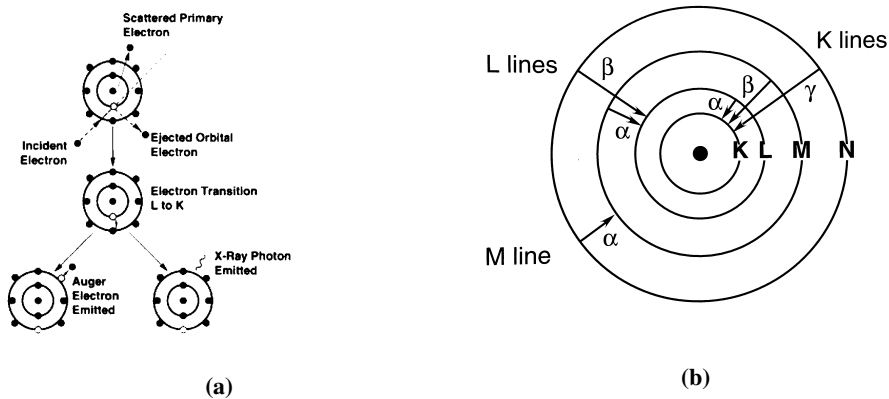 Scattered Primary
Electron
Incident
Electron
Ejected Orbital
Electron
Electron Transition
L to K
Auger
Electron
Emitted
X-Ray Photon
Emitted
(a)
L lines
K lines
β
β
α
γ
α
K L M N
M line
α
(b)